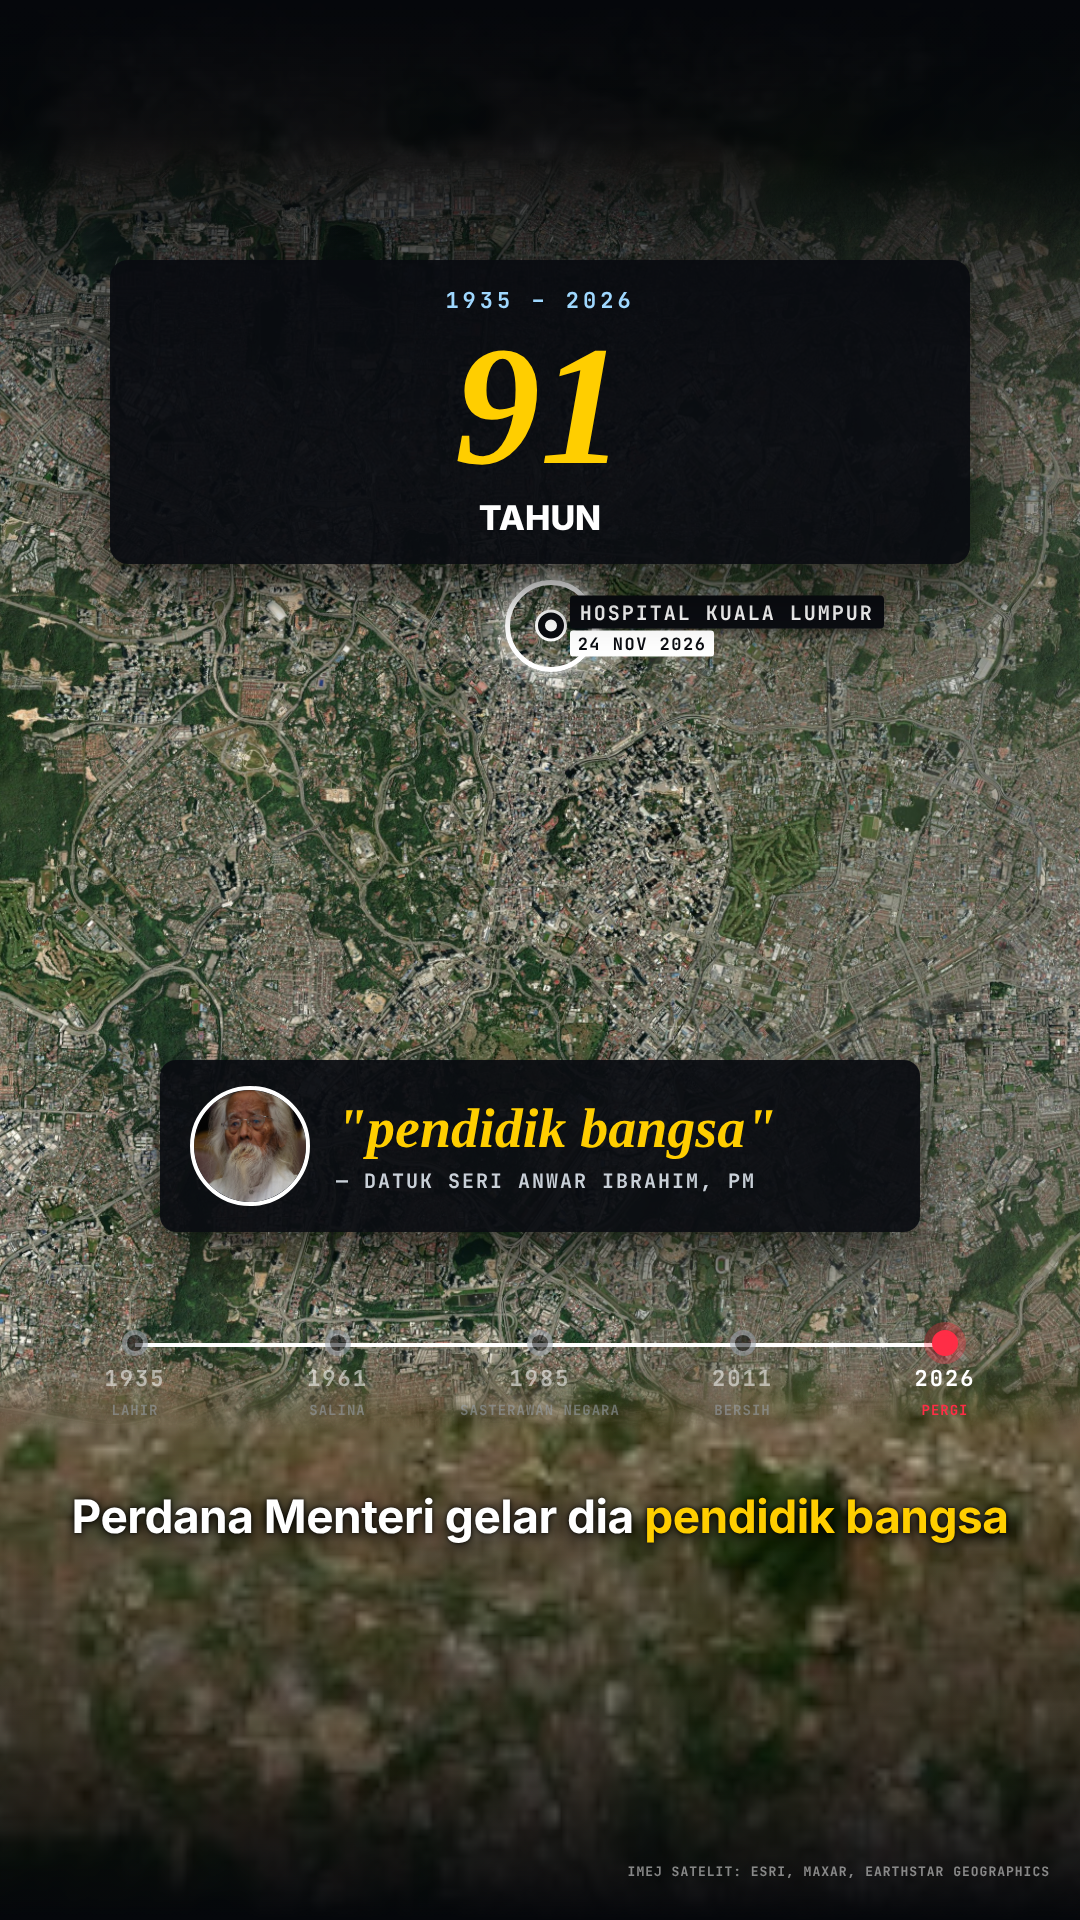 1935 – 2026
91
TAHUN
HOSPITAL KUALA LUMPUR
24 NOV 2026
"pendidik bangsa"
— DATUK SERI ANWAR IBRAHIM, PM
1935
LAHIR
1961
SALINA
1985
SASTERAWAN NEGARA
2011
BERSIH
2026
PERGI
Perdana Menteri gelar dia pendidik bangsa
IMEJ SATELIT: ESRI, MAXAR, EARTHSTAR GEOGRAPHICS